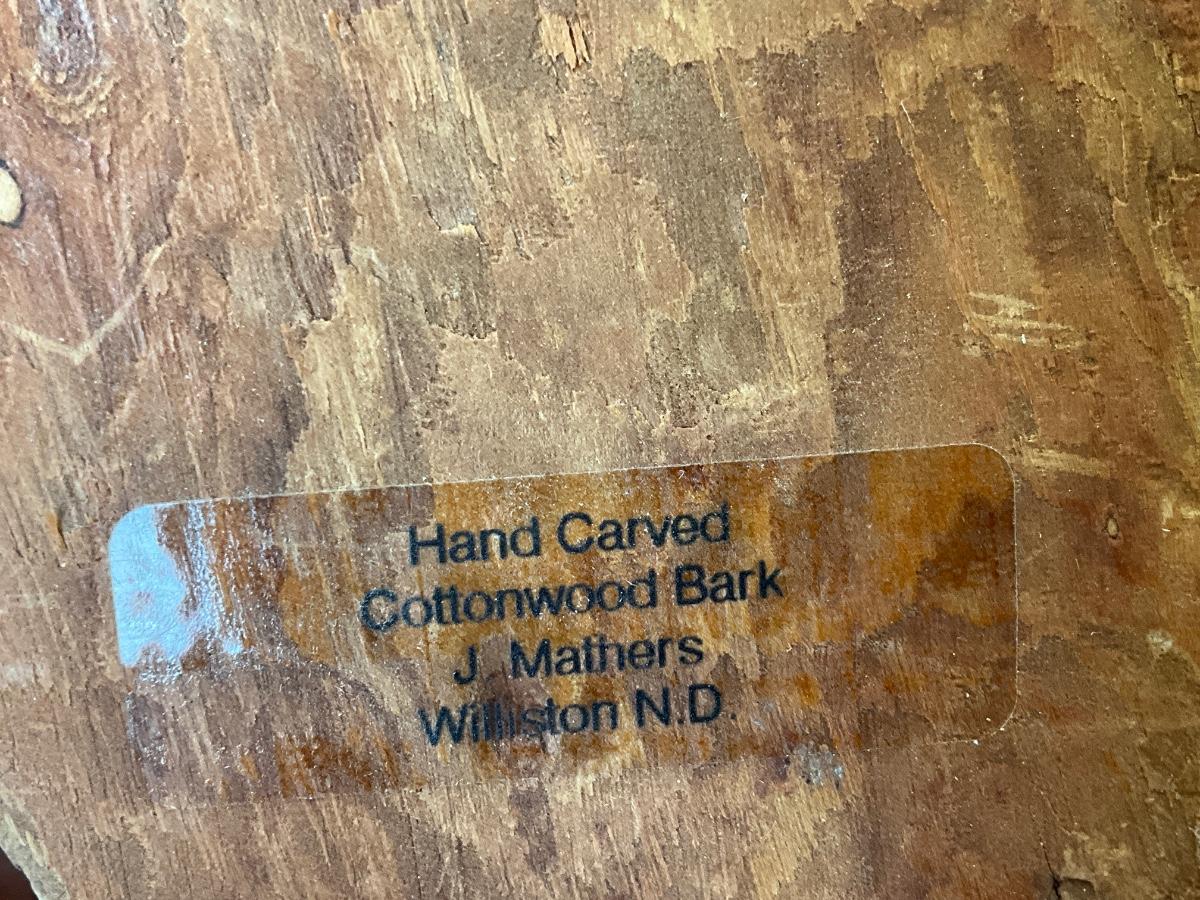 Hand Carved
Cottonwood Bark
J Mathers
Williston N.D.